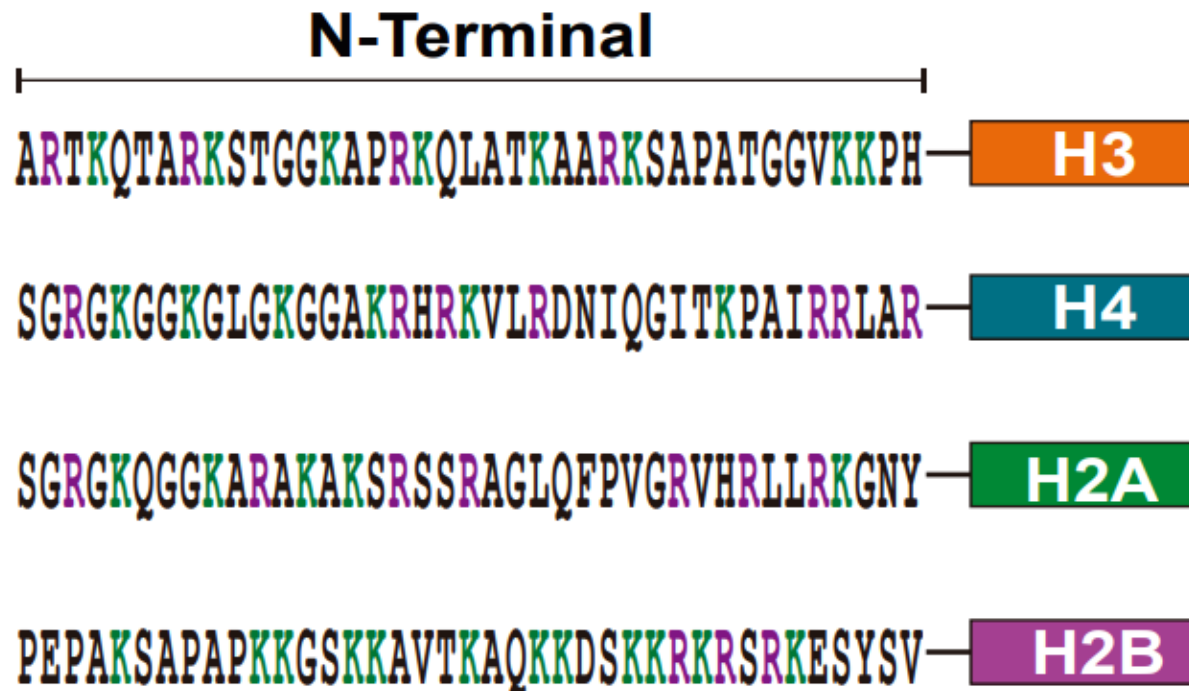 N-Terminal
ARTKQTARKSTGGKAPRKQLATKAARKSAPATGGVKKPH H3
SGRGKGGKGLGKGGAKRHRKVLRDNIQGITKPAIRRLAR H4
SGRGKQGGKARAKAKSRSSRAGLQFPVGRVHRLLRKGNY H2A
PEPAKSAPAPKKGSKKAVTKAQKKDSKKRKRSRKESYSV H2B